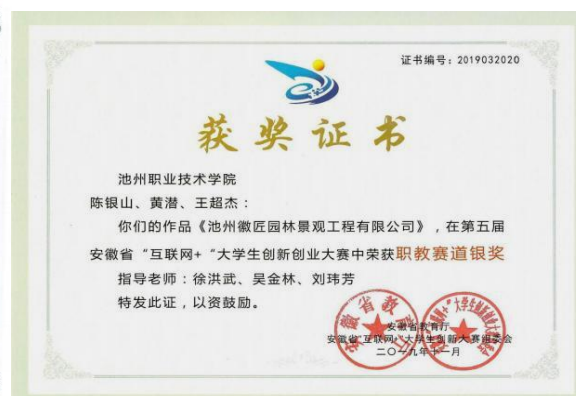 证书编号：2019032020
获奖证书
池州职业技术学院
陈银山、黄潜、王超杰：
你们的作品《池州徽匠园林景观工程有限公司》，在第五届
安徽省“互联网+“大学生创新创业大赛中荣获职教赛道银奖
指导老师：徐洪武、吴金林、刘玮芳
特发此证，以资鼓励。
安徽省教育厅
安徽省“互联网+”大学生创新大赛组委会
二〇一九年十一月